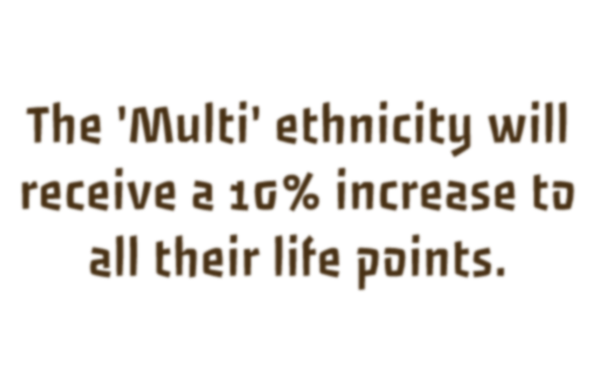 The 'Multi' ethnicity will
receive a 10% increase to
all their life points.